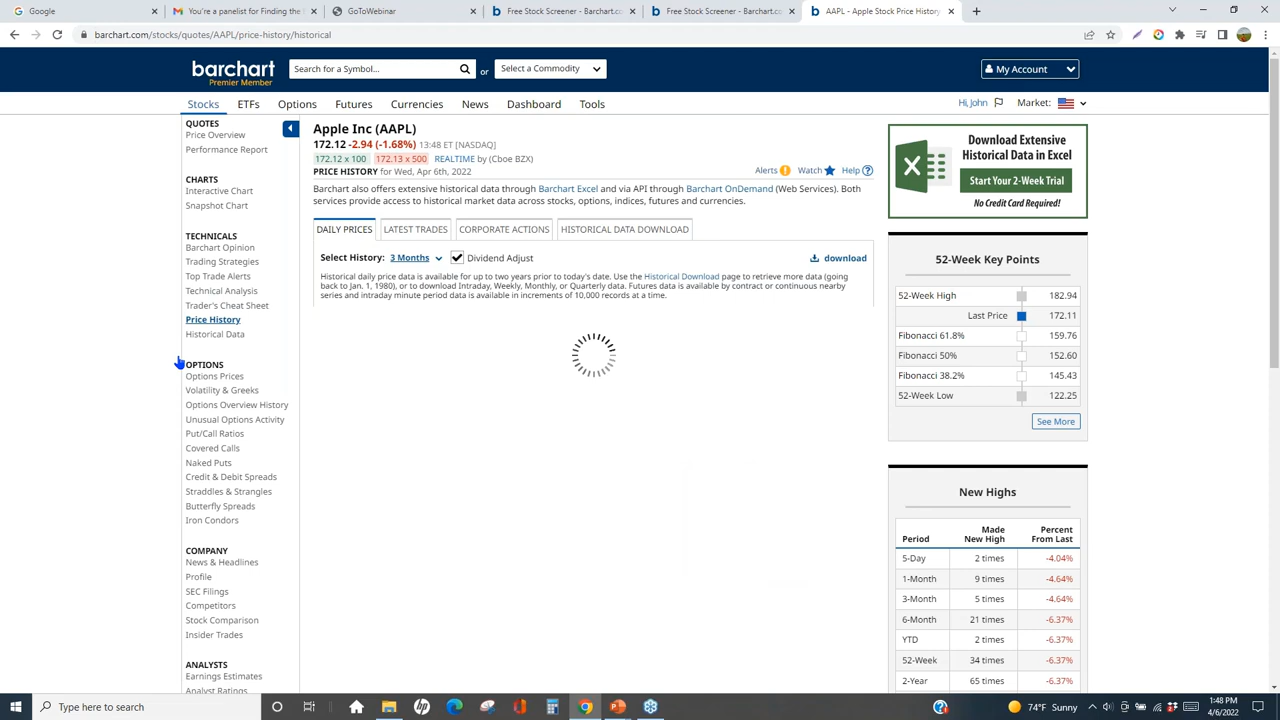 Google
You're a panelist for Finding the
GoToWebinar
Free Stock Screener - Barchart.co
Free Stock Screener - Barchart.co
AAPL - Apple Stock Price History
barchart.com/stocks/quotes/AAPL/price-history/historical
barchart
Premier Member
Search for a Symbol...
or
Select a Commodity
My Account
Stocks ETFs Options Futures Currencies News Dashboard Tools
Hi, John
Market:
QUOTES
Price Overview
Performance Report
CHARTS
Interactive Chart
Snapshot Chart
TECHNICALS
Barchart Opinion
Trading Strategies
Top Trade Alerts
Technical Analysis
Trader's Cheat Sheet
Price History
Historical Data
OPTIONS
Options Prices
Volatility & Greeks
Options Overview History
Unusual Options Activity
Put/Call Ratios
Covered Calls
Naked Puts
Credit & Debit Spreads
Straddles & Strangles
Butterfly Spreads
Iron Condors
COMPANY
News & Headlines
Profile
SEC Filings
Competitors
Stock Comparison
Insider Trades
ANALYSTS
Earnings Estimates
Analyst Ratings
Apple Inc (AAPL)
172.12 -2.94 (-1.68%) 13:48 ET [NASDAQ]
172.12 x 100 172.13 x 500 REALTIME by (Cboe BZX)
PRICE HISTORY for Wed, Apr 6th, 2022
Alerts
Watch
Help
Barchart also offers extensive historical data through Barchart Excel and via API through Barchart OnDemand (Web Services). Both
services provide access to historical market data across stocks, options, indices, futures and currencies.
DAILY PRICES LATEST TRADES CORPORATE ACTIONS HISTORICAL DATA DOWNLOAD
Select History: 3 Months Dividend Adjust
download
Historical daily price data is available for up to two years prior to today's date. Use the Historical Download page to retrieve more data (going
back to Jan. 1, 1980), or to download Intraday, Weekly, Monthly, or Quarterly data. Futures data is available by contract or continuous nearby
series and intraday minute period data is available in increments of 10,000 records at a time.
Download Extensive
Historical Data in Excel
Start Your 2-Week Trial
No Credit Card Required!
52-Week Key Points
52-Week High 182.94
Last Price 172.11
Fibonacci 61.8% 159.76
Fibonacci 50% 152.60
Fibonacci 38.2% 145.43
52-Week Low 122.25
See More
New Highs
Period Made New High Percent From Last
5-Day 2 times -4.04%
1-Month 9 times -4.64%
3-Month 5 times -4.64%
6-Month 21 times -6.37%
YTD 2 times -6.37%
52-Week 34 times -6.37%
2-Year 65 times -6.37%
Type here to search
74°F Sunny
1:48 PM
4/6/2022